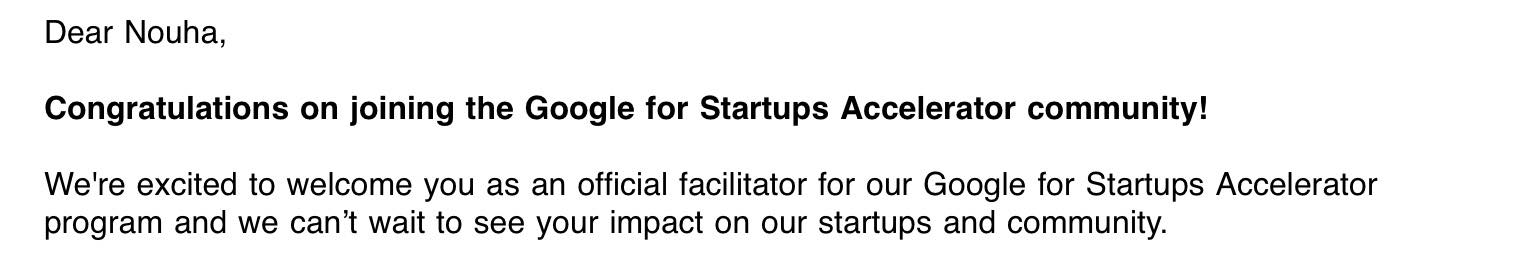 Dear Nouha,
Congratulations on joining the Google for Startups Accelerator community!
We're excited to welcome you as an official facilitator for our Google for Startups Accelerator
program and we can’t wait to see your impact on our startups and community.